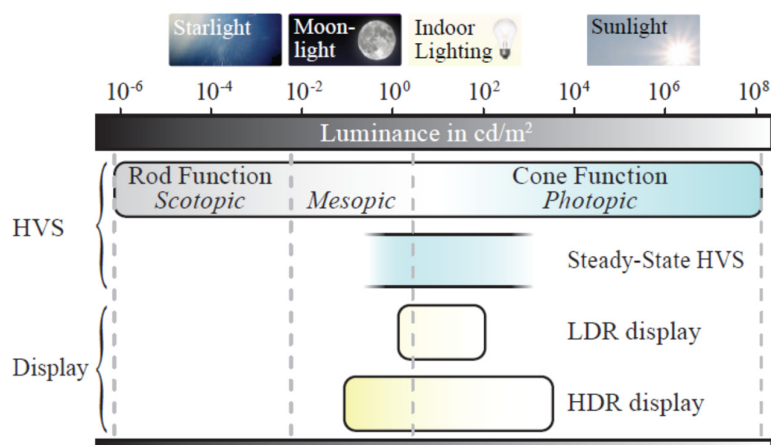 Starlight
Moon-
light
Indoor
Lighting
Sunlight
10⁻⁶ 10⁻⁴ 10⁻² 10⁰ 10² 10⁴ 10⁶ 10⁸
Luminance in cd/m²
HVS
Rod Function
Scotopic
Mesopic
Cone Function
Photopic
Steady-State HVS
Display
LDR display
HDR display